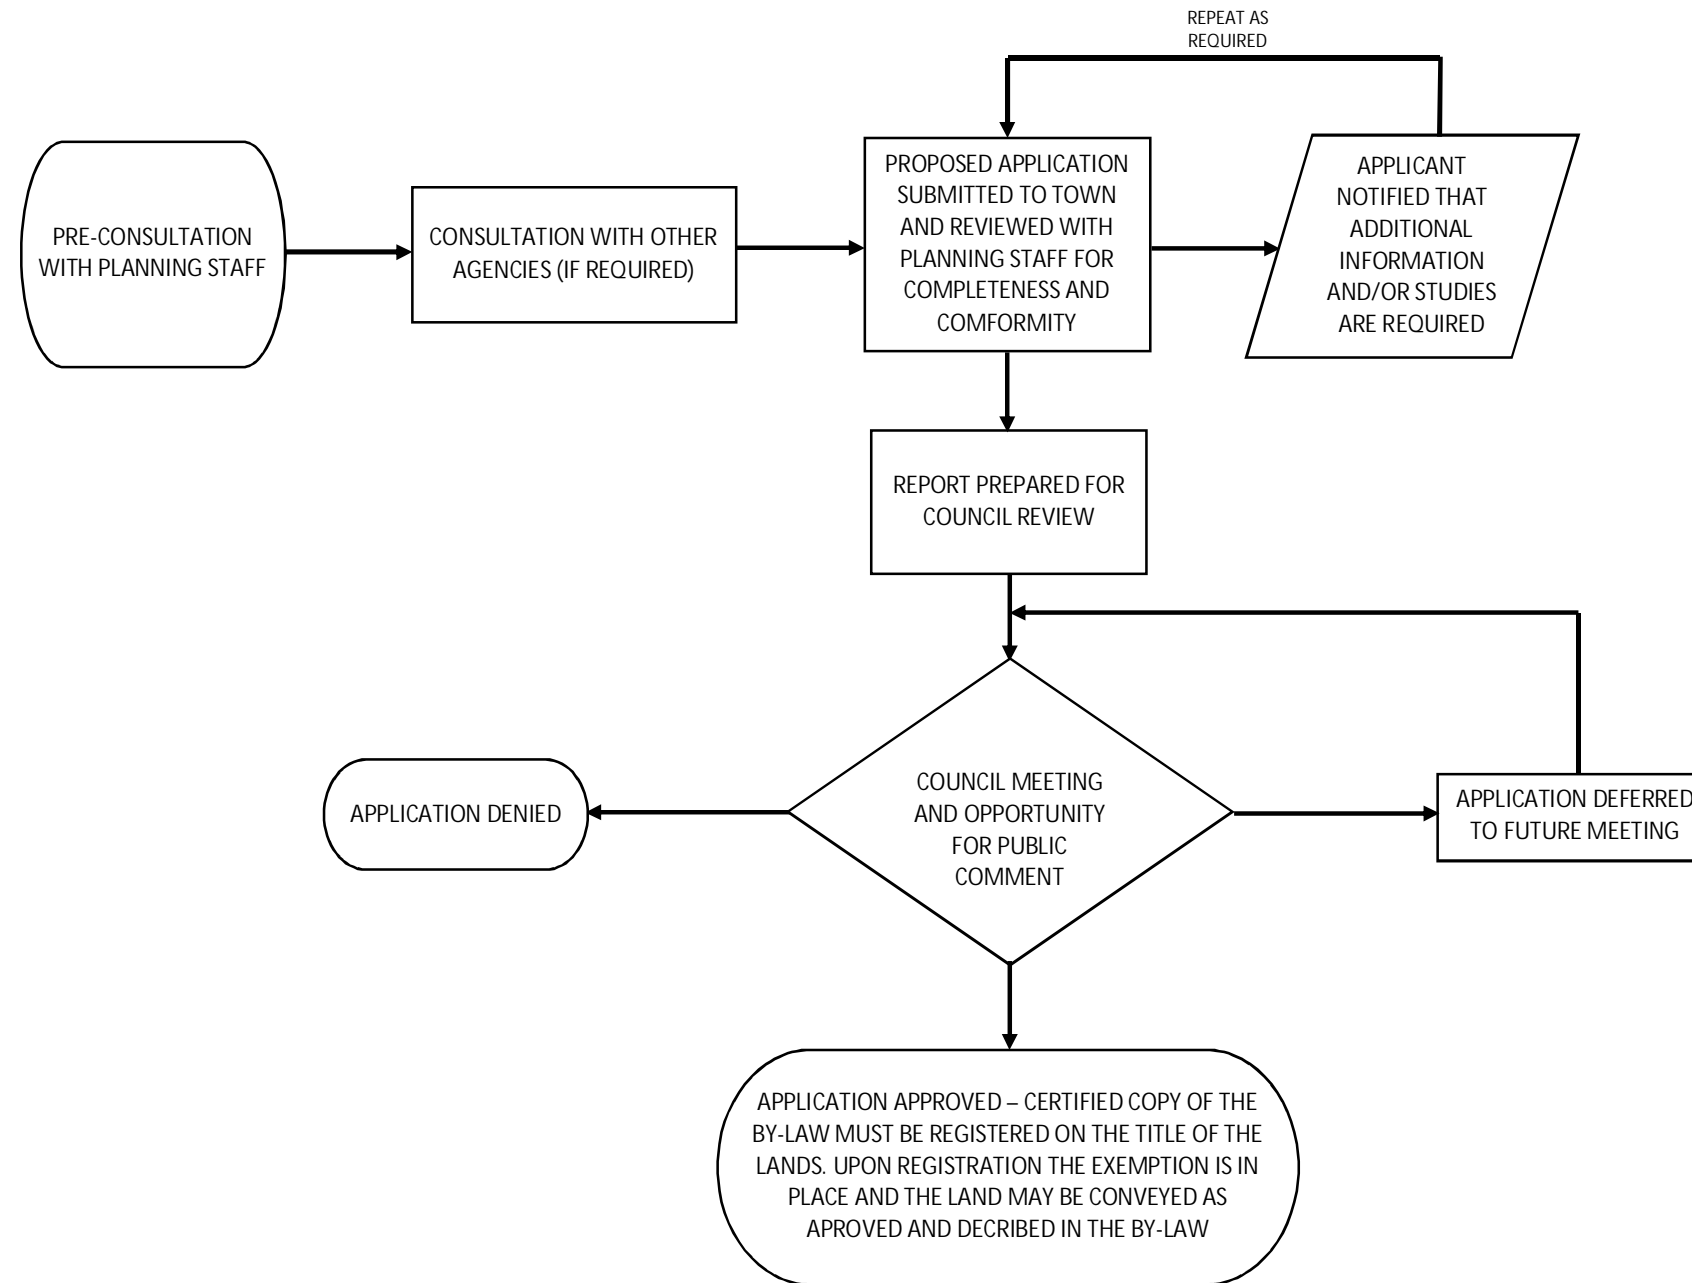 REPEAT AS
REQUIRED
PRE-CONSULTATION
WITH PLANNING STAFF
CONSULTATION WITH OTHER
AGENCIES (IF REQUIRED)
PROPOSED APPLICATION
SUBMITTED TO TOWN
AND REVIEWED WITH
PLANNING STAFF FOR
COMPLETENESS AND
COMFORMITY
APPLICANT
NOTIFIED THAT
ADDITIONAL
INFORMATION
AND/OR STUDIES
ARE REQUIRED
REPORT PREPARED FOR
COUNCIL REVIEW
APPLICATION DENIED
COUNCIL MEETING
AND OPPORTUNITY
FOR PUBLIC
COMMENT
APPLICATION DEFERRED
TO FUTURE MEETING
APPLICATION APPROVED – CERTIFIED COPY OF THE
BY-LAW MUST BE REGISTERED ON THE TITLE OF THE
LANDS. UPON REGISTRATION THE EXEMPTION IS IN
PLACE AND THE LAND MAY BE CONVEYED AS
APROVED AND DECRIBED IN THE BY-LAW